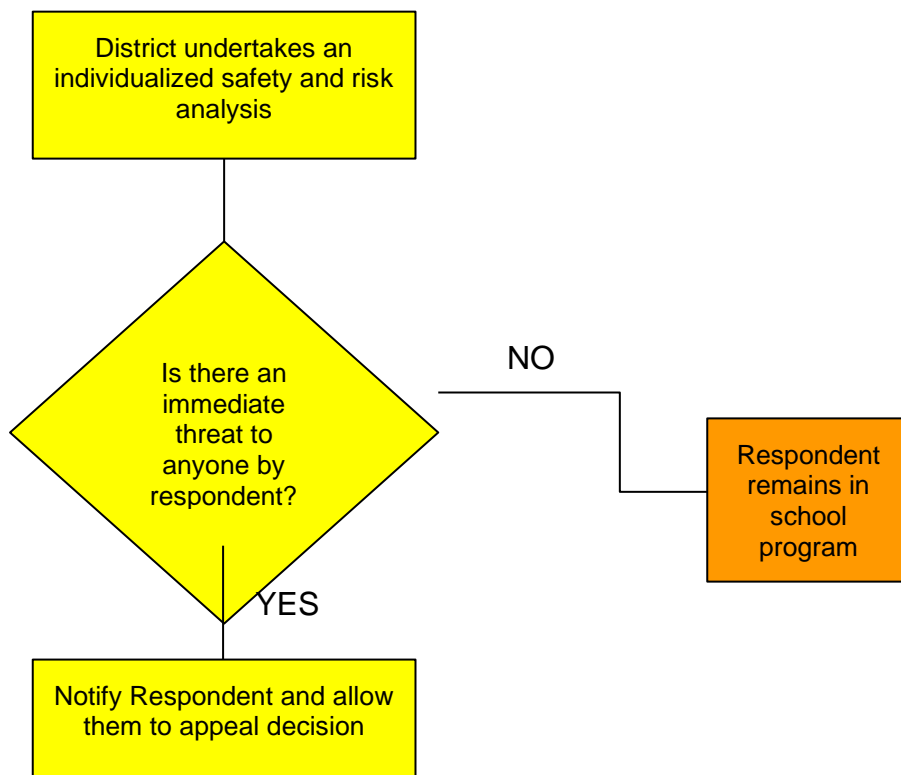 District undertakes an
individualized safety and risk
analysis
Is there an
immediate
threat to
anyone by
respondent?
NO
Respondent
remains in
school
program
YES
Notify Respondent and allow
them to appeal decision